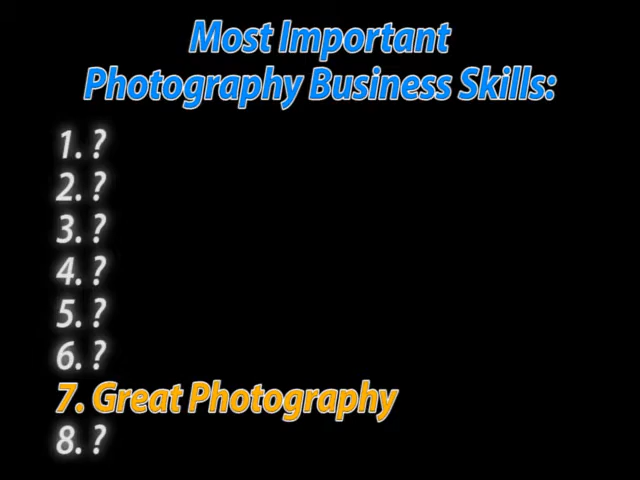 Most Important
Photography Business Skills:
1. ?
2. ?
3. ?
4. ?
5. ?
6. ?
7. Great Photography
8. ?